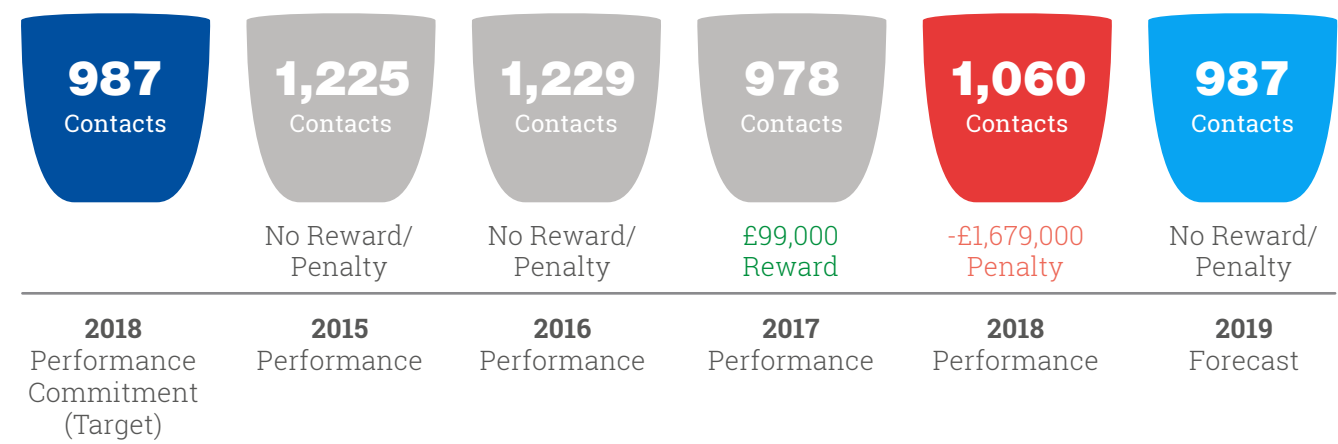 987
Contacts
1,225
Contacts
1,229
Contacts
978
Contacts
1,060
Contacts
987
Contacts
No Reward/
Penalty
No Reward/
Penalty
£99,000
Reward
-£1,679,000
Penalty
No Reward/
Penalty
2018
Performance
Commitment
(Target)
2015
Performance
2016
Performance
2017
Performance
2018
Performance
2019
Forecast